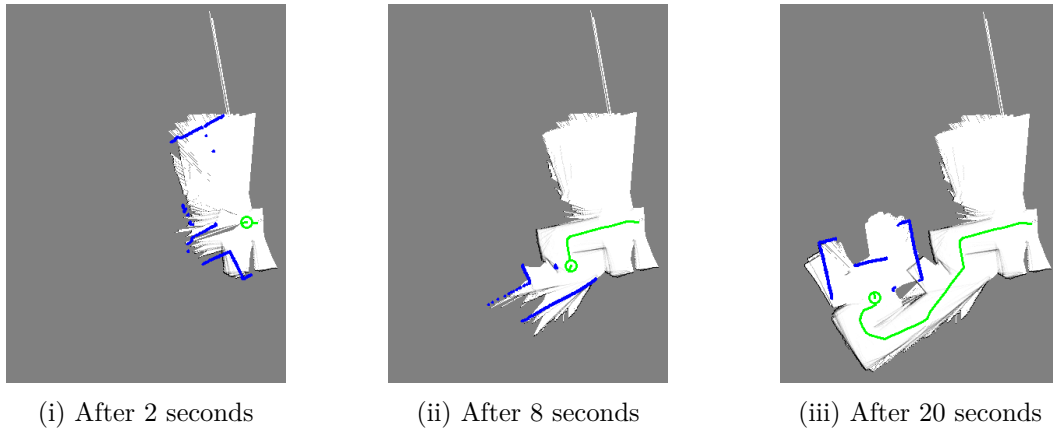 (i) After 2 seconds
(ii) After 8 seconds
(iii) After 20 seconds